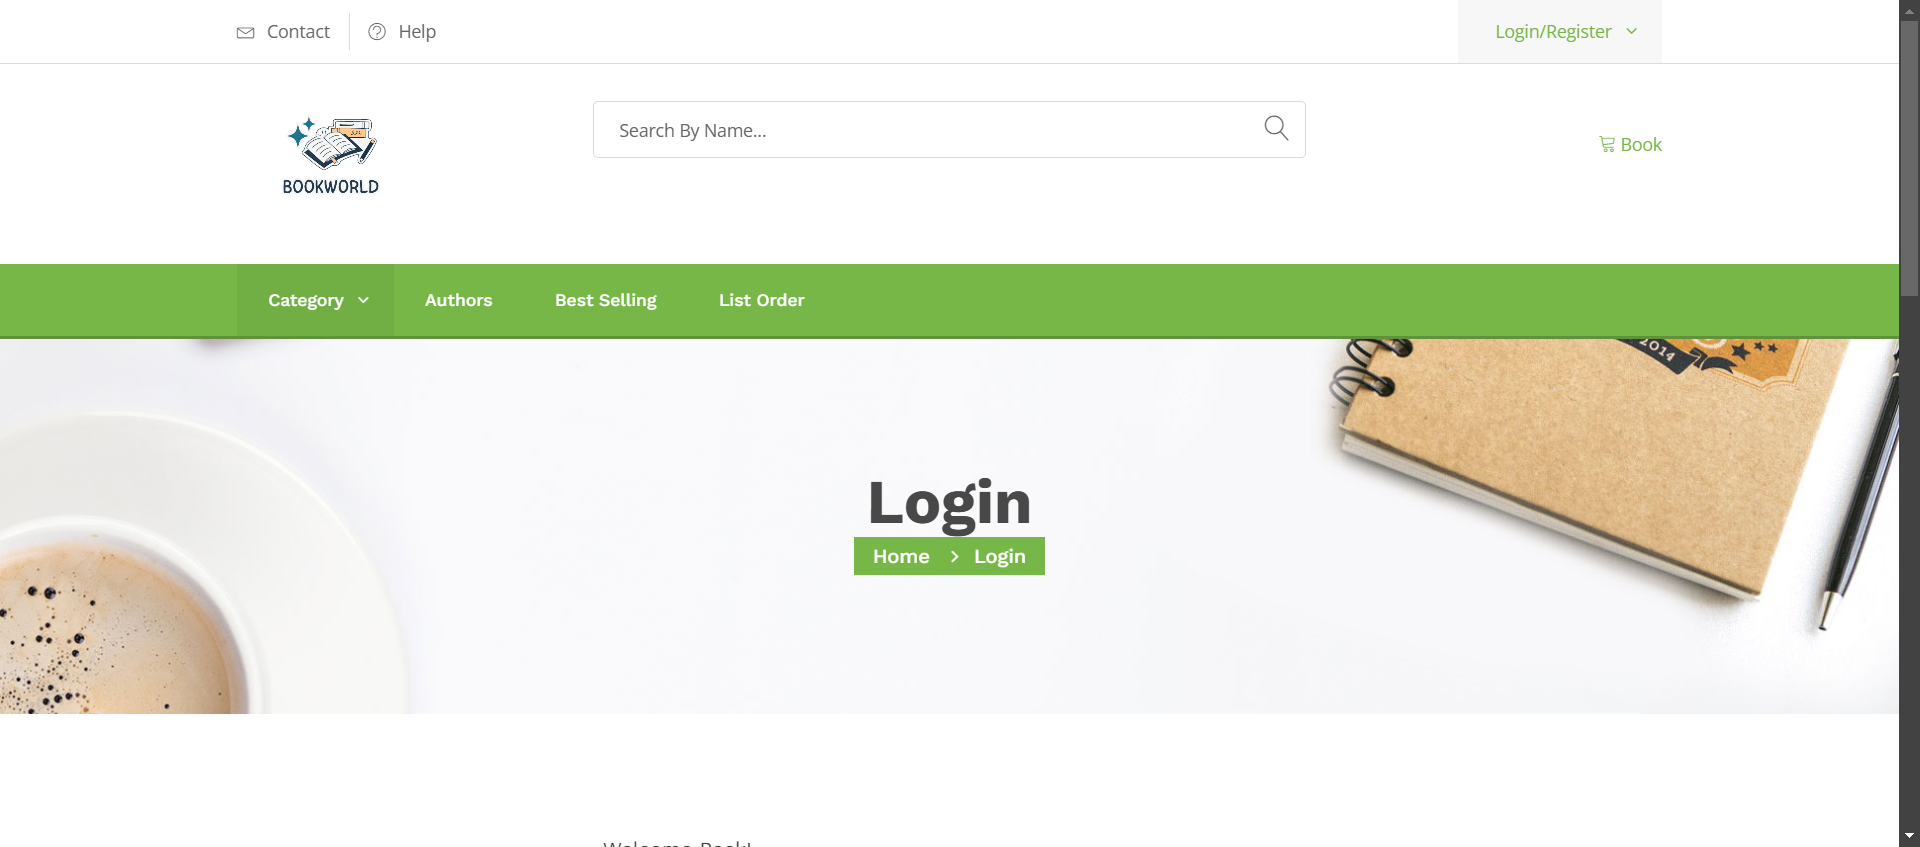 Contact
Help
Login/Register
BOOKWORLD
Search By Name...
Book
Category
Authors
Best Selling
List Order
2014
Login
Home > Login